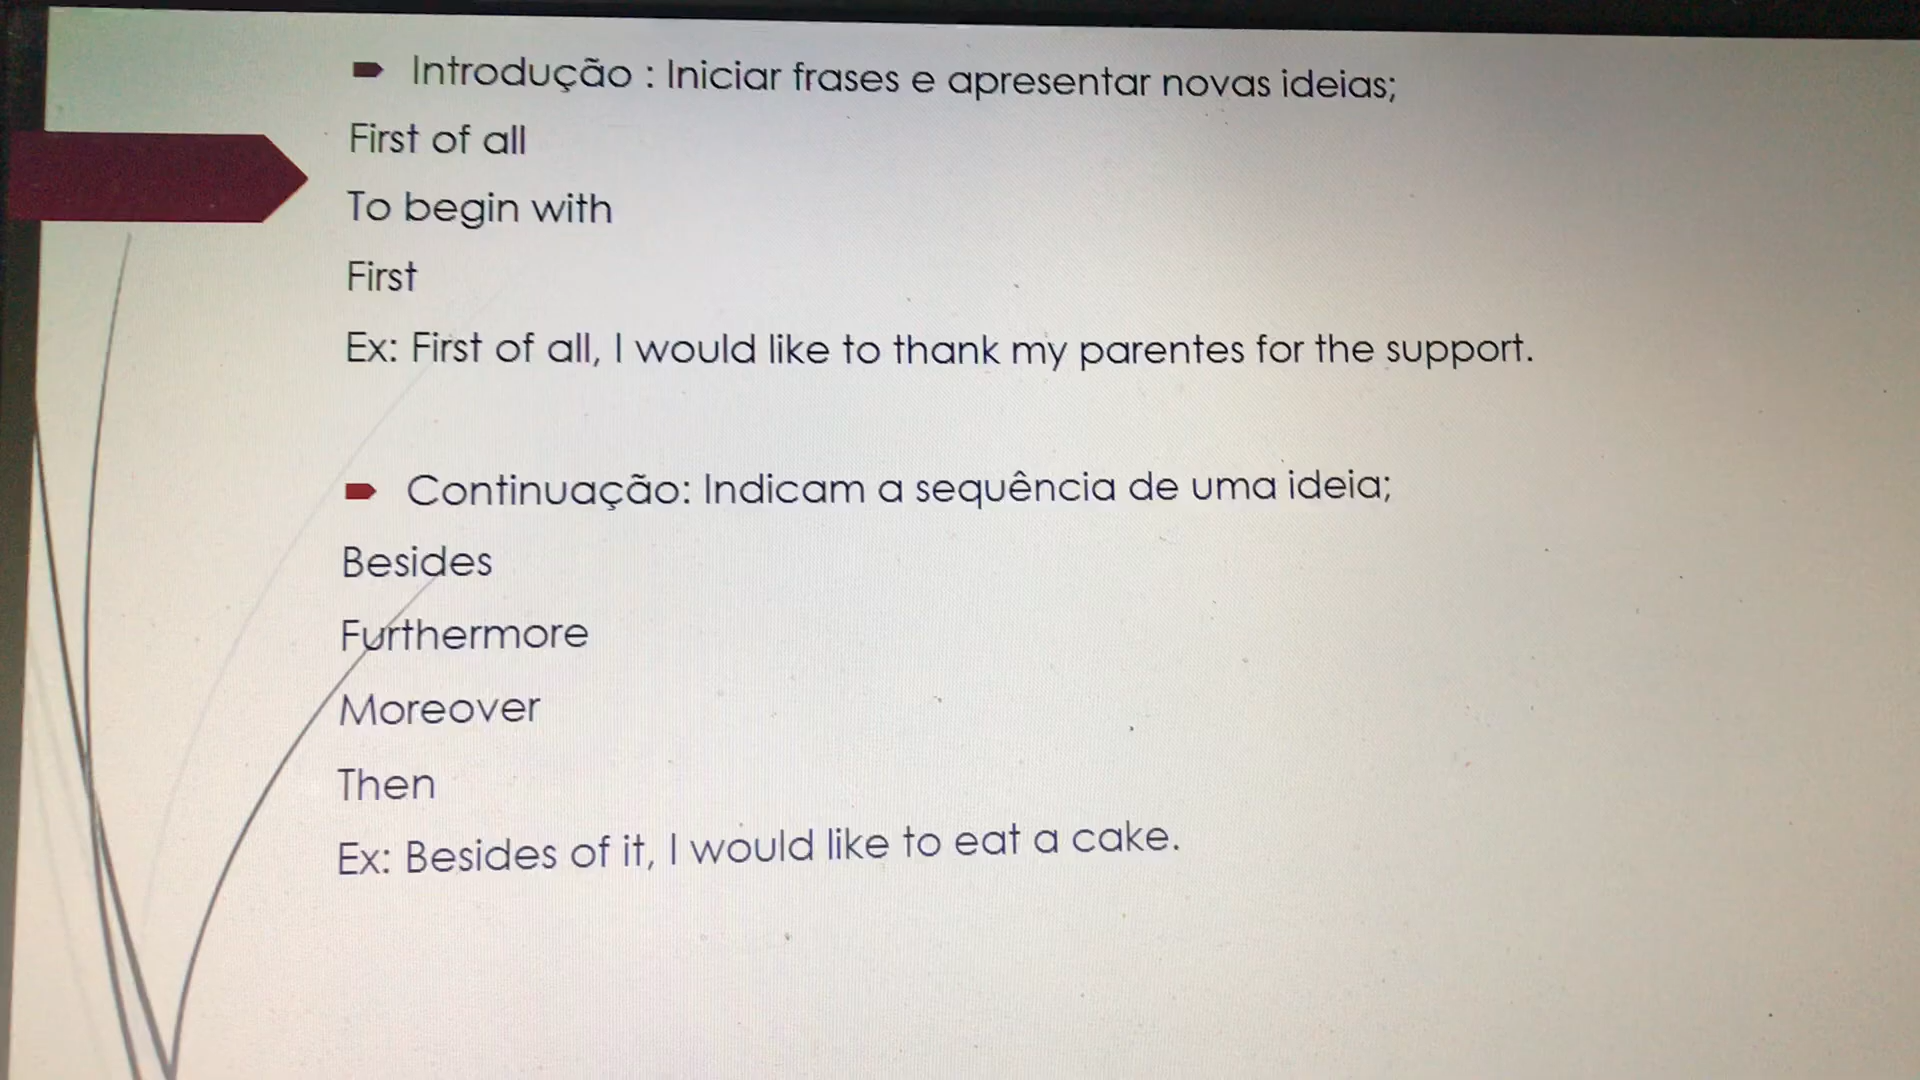 Introdução : Iniciar frases e apresentar novas ideias;
First of all
To begin with
First
Ex: First of all, I would like to thank my parentes for the support.
Continuação: Indicam a sequência de uma ideia;
Besides
Furthermore
Moreover
Then
Ex: Besides of it, I would like to eat a cake.